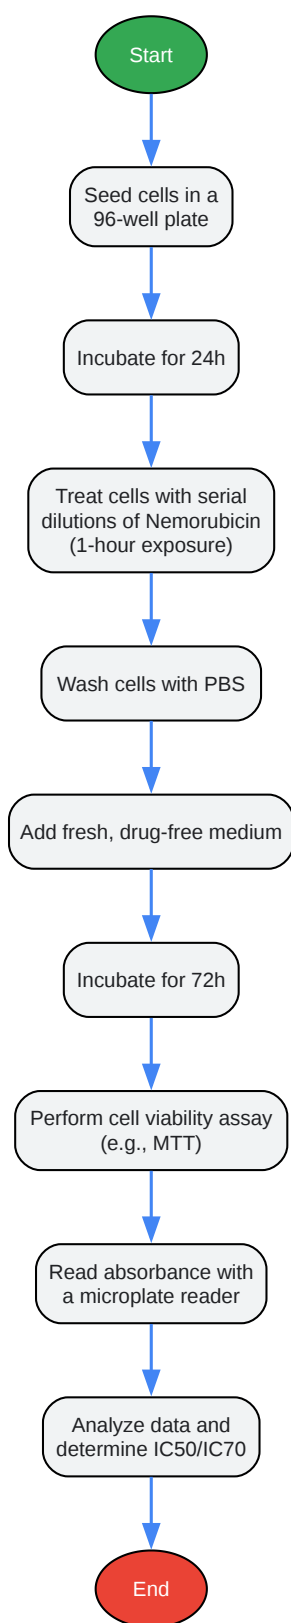 Start
Seed cells in a
96-well plate
Incubate for 24h
Treat cells with serial
dilutions of Nemorubicin
(1-hour exposure)
Wash cells with PBS
Add fresh, drug-free medium
Incubate for 72h
Perform cell viability assay
(e.g., MTT)
Read absorbance with
a microplate reader
Analyze data and
determine IC50/IC70
End